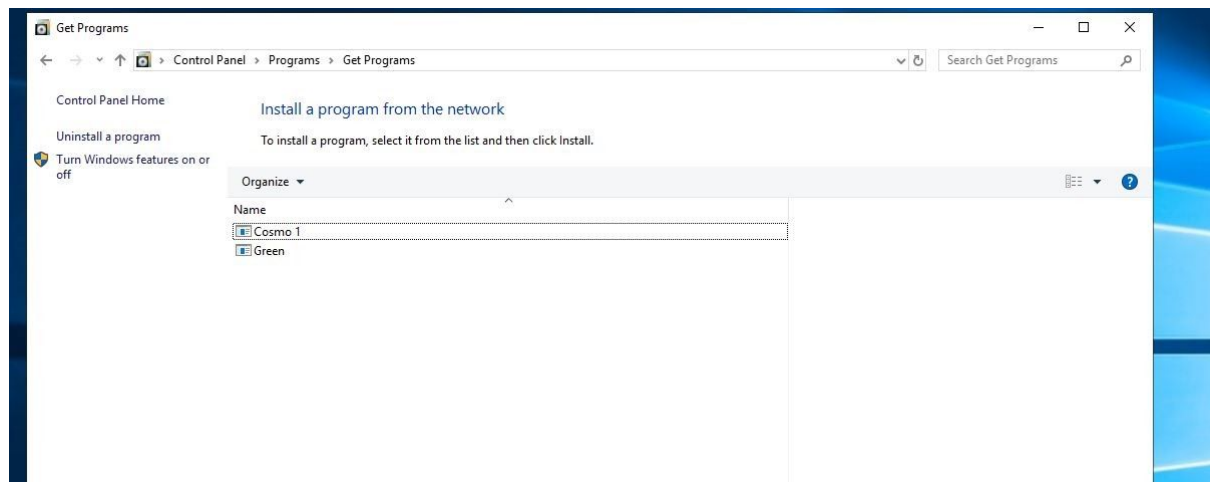 Get Programs
Control Panel > Programs > Get Programs
Search Get Programs
Control Panel Home
Uninstall a program
Turn Windows features on or
off
Install a program from the network
To install a program, select it from the list and then click Install.
Organize
Name
Cosmo 1
Green